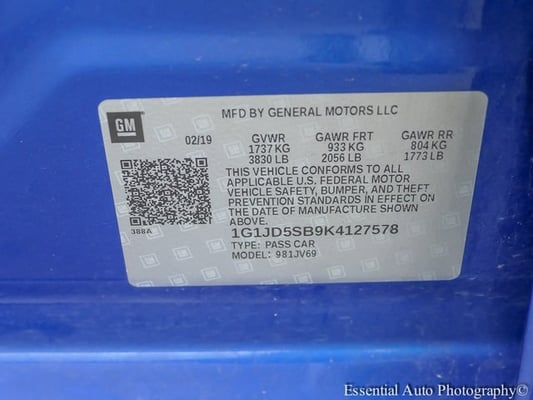 MFD BY GENERAL MOTORS LLC
GM
02/19 GVWR GAWR FRT GAWR RR
1737 KG 933 KG 804 KG
3830 LB 2056 LB 1773 LB
THIS VEHICLE CONFORMS TO ALL
APPLICABLE U.S. FEDERAL MOTOR
VEHICLE SAFETY, BUMPER, AND THEFT
PREVENTION STANDARDS IN EFFECT ON
THE DATE OF MANUFACTURE SHOWN
ABOVE.
388A
1G1JD5SB9K4127578
TYPE: PASS CAR
MODEL: 981JV69
Essential Auto Photography©